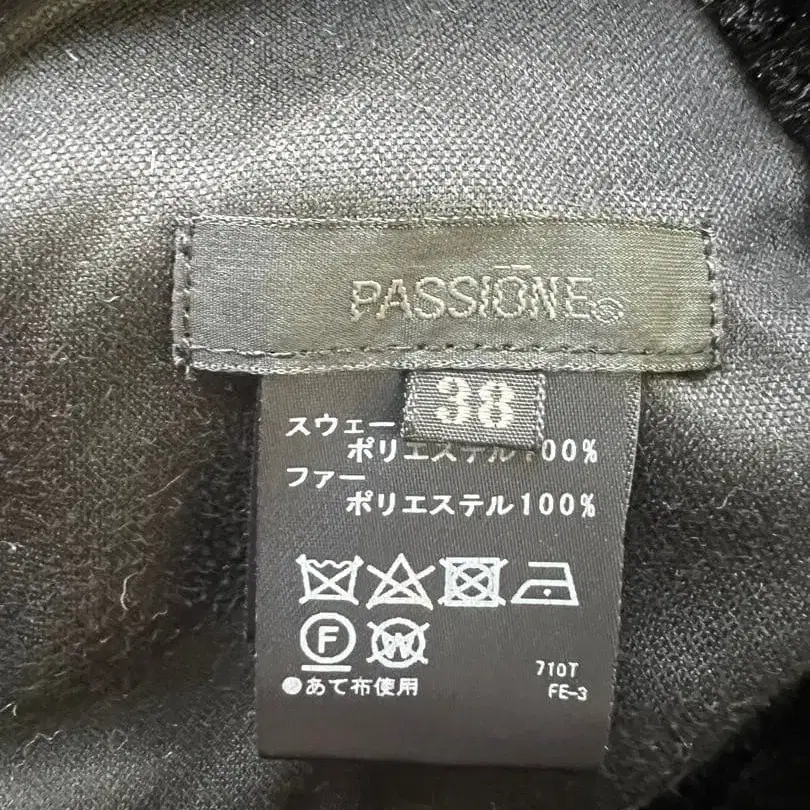 PASSIŌNE®
38
スウェー
ポリエステル100%
ファー
ポリエステル100%
F
W
●あて布使用
710T
FE-3